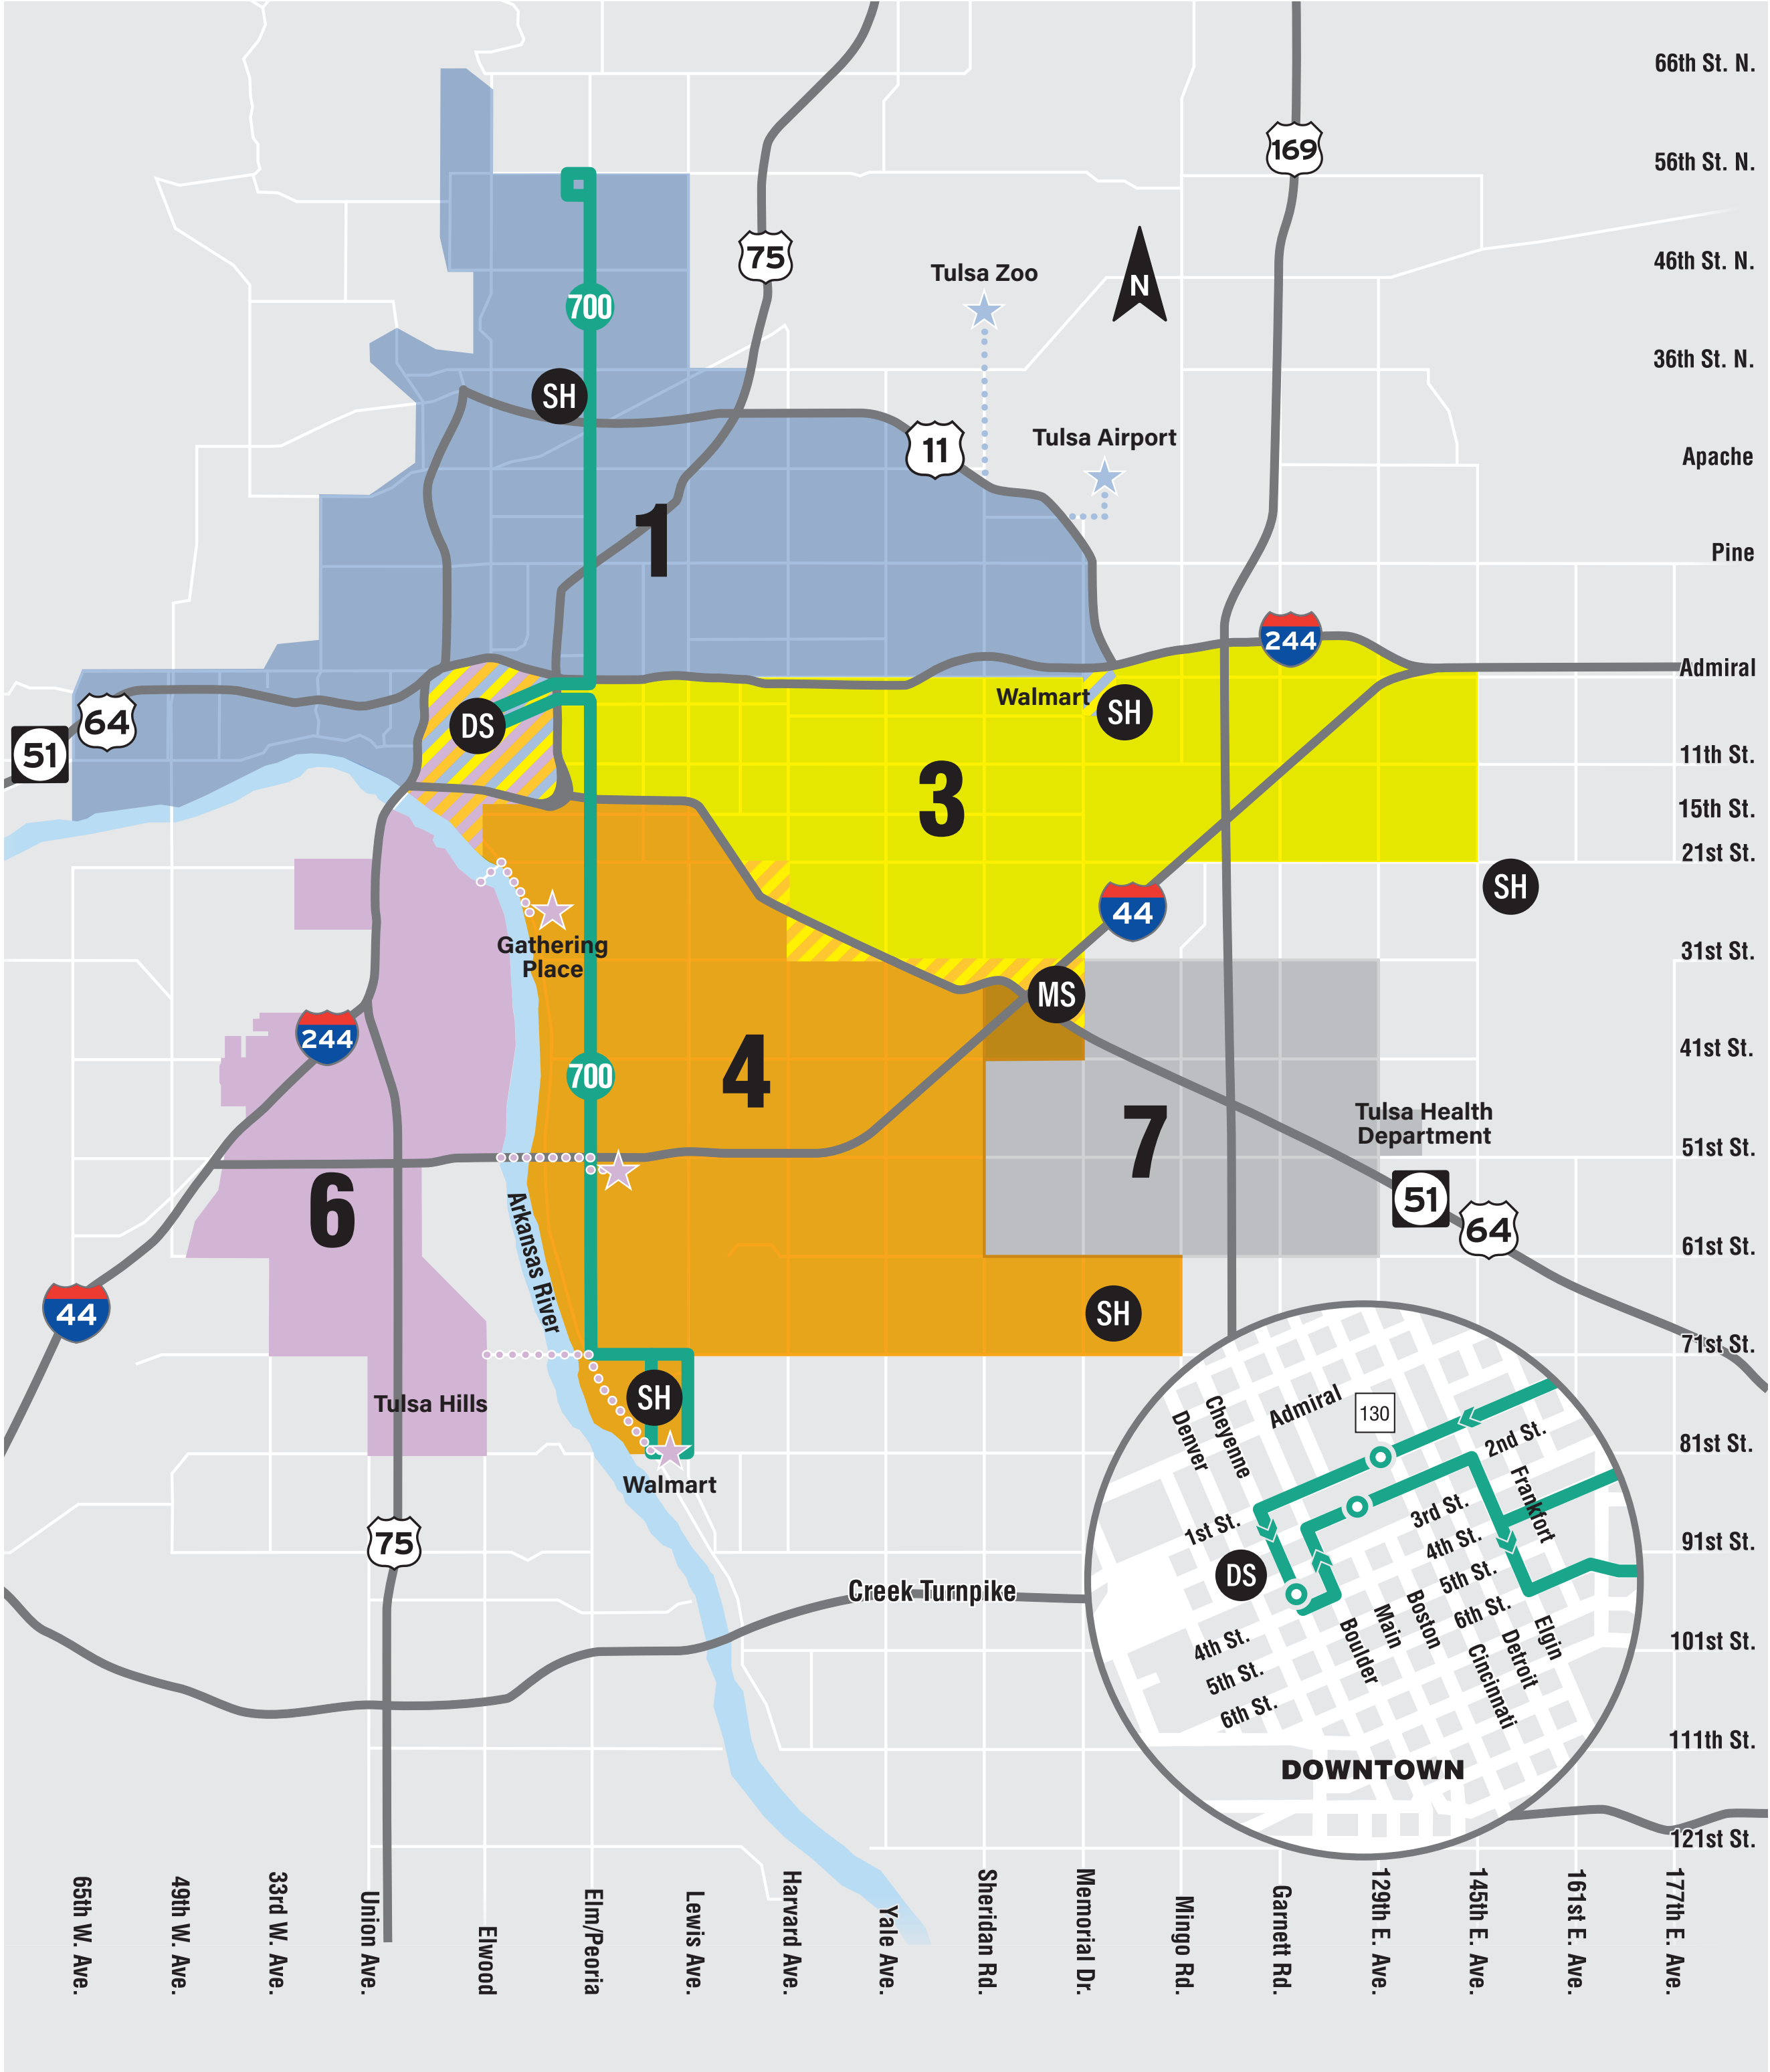 66th St. N.
169
56th St. N.
75
46th St. N.
Tulsa Zoo
N
700
36th St. N.
SH
Tulsa Airport
11
Apache
1
Pine
244
Admiral
Walmart
SH
64
DS
51
11th St.
3
15th St.
21st St.
SH
44
Gathering
Place
31st St.
MS
244
41st St.
4
700
Tulsa Health
Department
7
51st St.
6
51
64
Arkansas River
61st St.
44
SH
71st St.
SH
Tulsa Hills
Walmart
81st St.
75
91st St.
Creek Turnpike
101st St.
111th St.
121st St.
Denver
Cheyenne
Admiral
130
2nd St.
Frankfort
1st St.
3rd St.
4th St.
5th St.
6th St.
DS
4th St.
5th St.
6th St.
Boulder
Main
Boston
Cincinnati
Detroit
Elgin
DOWNTOWN
65th W. Ave.
49th W. Ave.
33rd W. Ave.
Union Ave.
Elwood
Elm/Peoria
Lewis Ave.
Harvard Ave.
Yale Ave.
Sheridan Rd.
Memorial Dr.
Mingo Rd.
Garnett Rd.
129th E. Ave.
145th E. Ave.
161st E. Ave.
177th E. Ave.